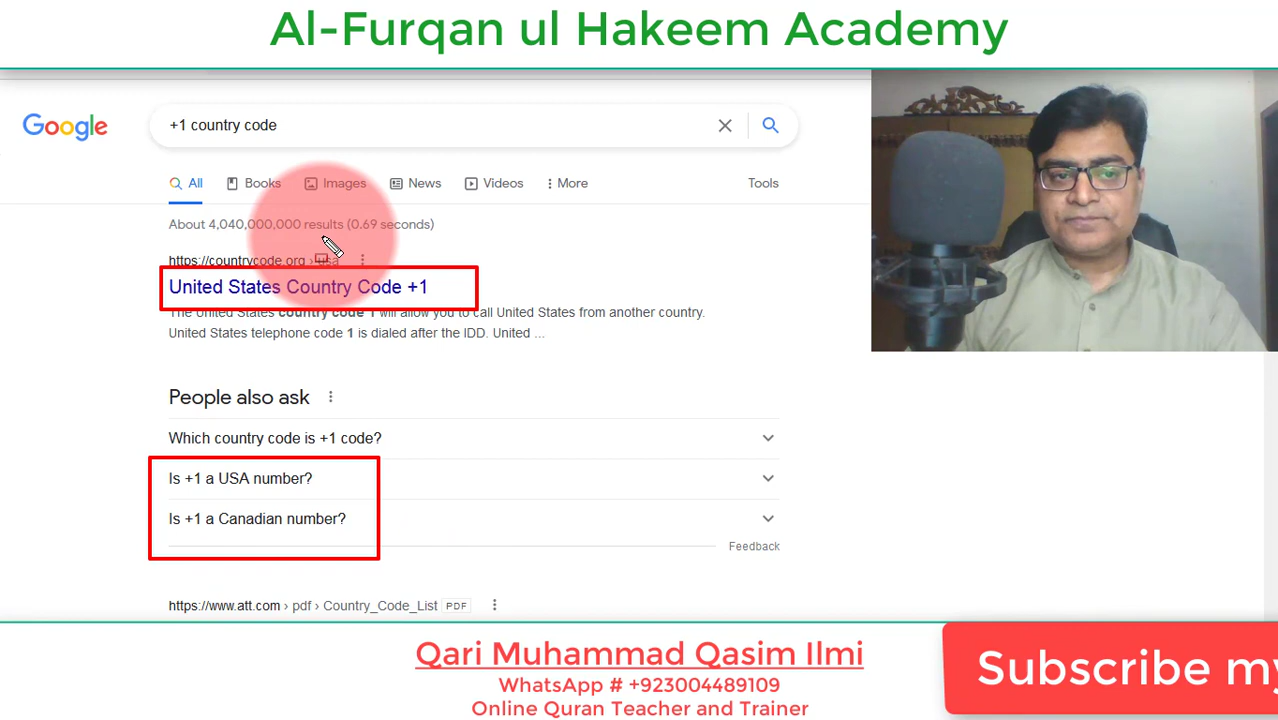 Al-Furqan ul Hakeem Academy
Google
+1 country code
All
Books
Images
News
Videos
More
Tools
About 4,040,000,000 results (0.69 seconds)
https://countrycode.org › usa
United States Country Code +1
The United States country code 1 will allow you to call United States from another country.
United States telephone code 1 is dialed after the IDD. United ...
People also ask
Which country code is +1 code?
Is +1 a USA number?
Is +1 a Canadian number?
Feedback
https://www.att.com › pdf › Country_Code_List PDF
Qari Muhammad Qasim Ilmi
WhatsApp # +923004489109
Online Quran Teacher and Trainer
Subscribe my